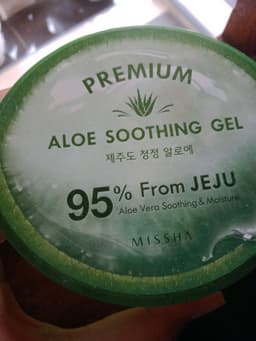 PREMIUM
ALOE SOOTHING GEL
제주도 청정 알로에
95% From JEJU
Aloe Vera Soothing & Moisture
MISSHA